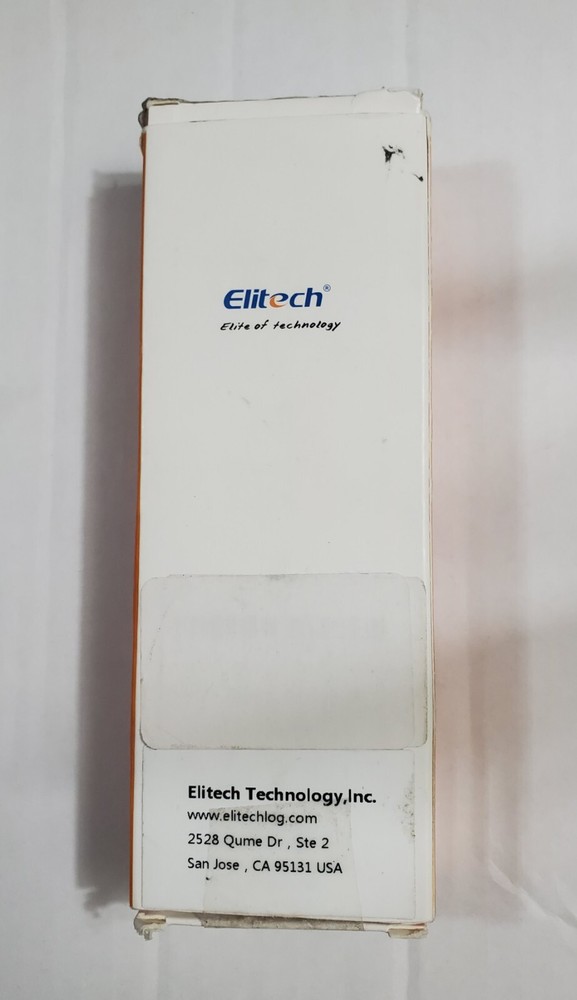 Elitech®
Elite of technology
Elitech Technology,Inc.
www.elitechlog.com
2528 Qume Dr , Ste 2
San Jose , CA 95131 USA